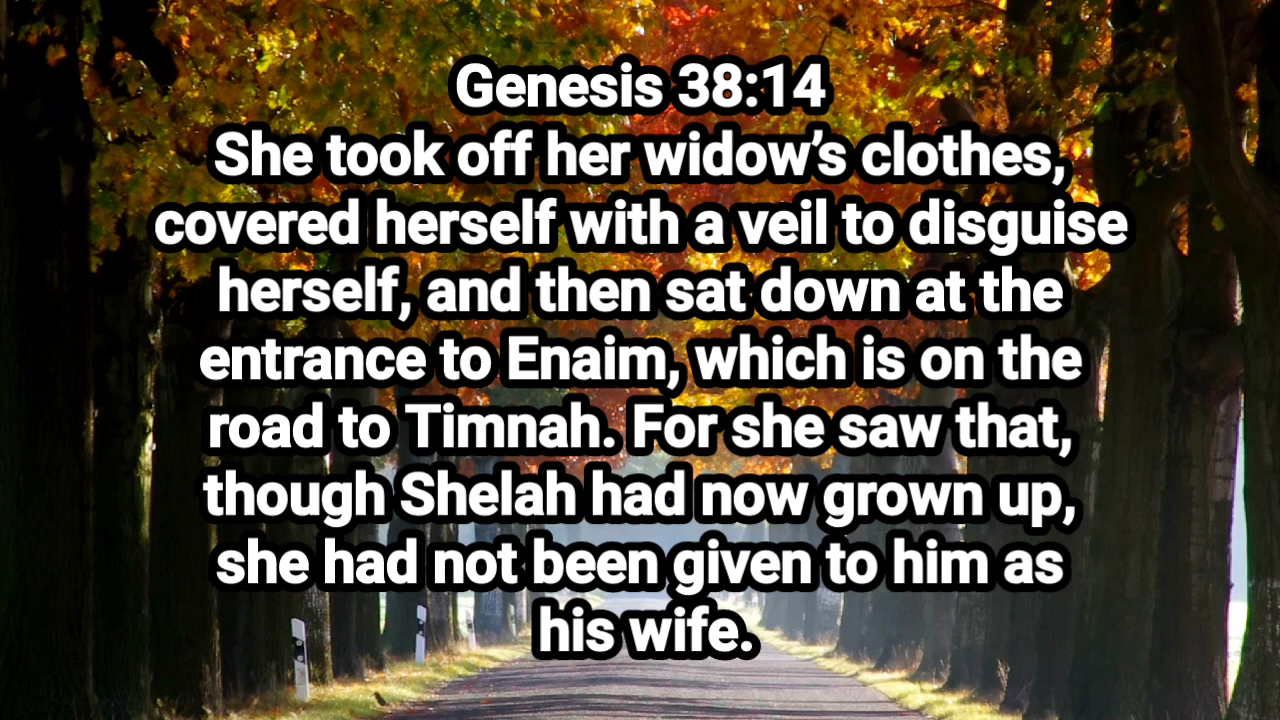 Genesis 38:14
She took off her widow’s clothes,
covered herself with a veil to disguise
herself, and then sat down at the
entrance to Enaim, which is on the
road to Timnah. For she saw that,
though Shelah had now grown up,
she had not been given to him as
his wife.